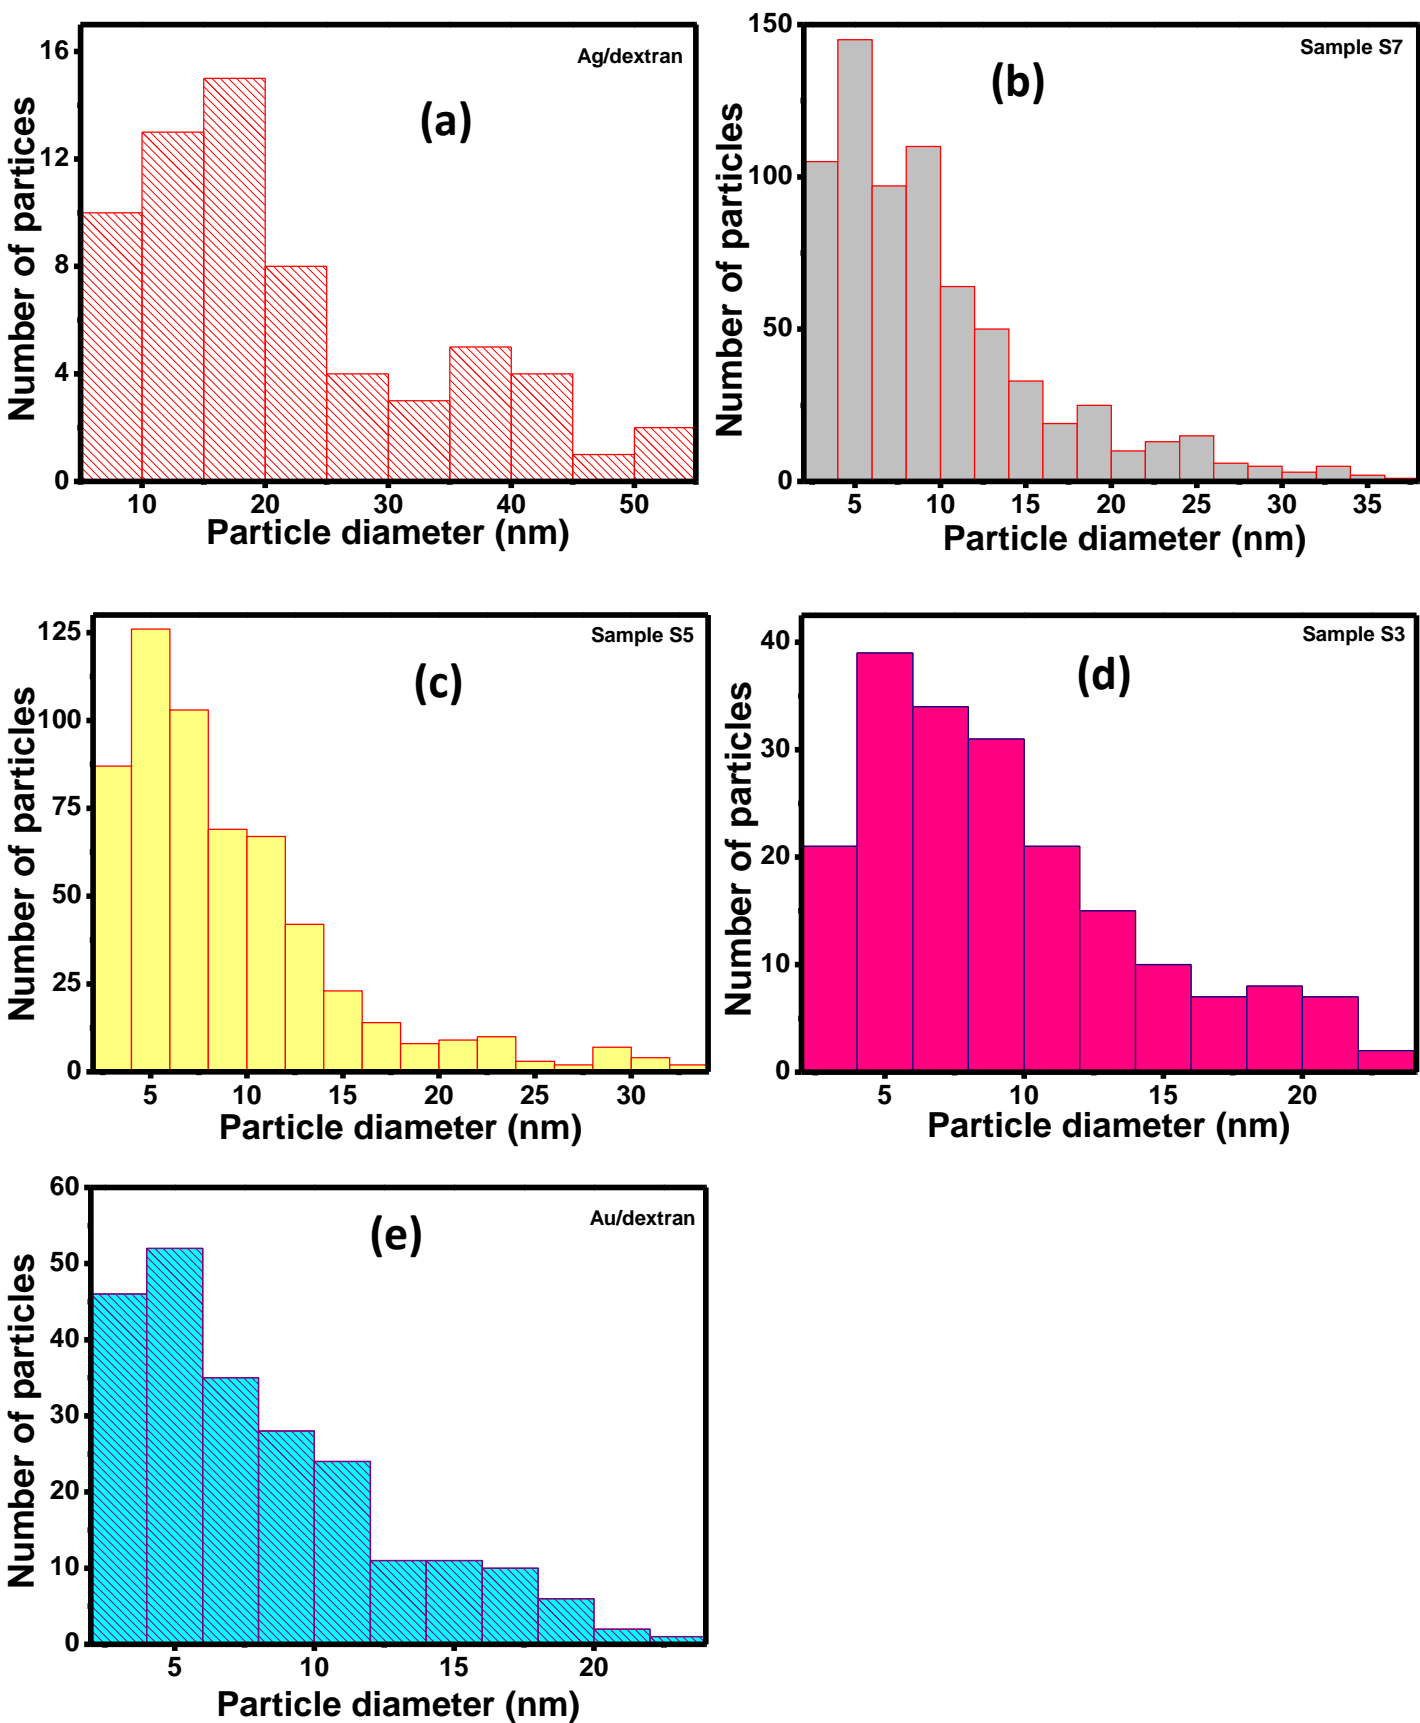 Ag/dextran
(a)
Number of partices
16
12
8
4
0
10 20 30 40 50
Particle diameter (nm)
Sample S7
(b)
Number of particles
150
100
50
0
5 10 15 20 25 30 35
Particle diameter (nm)
Sample S5
(c)
Number of particles
125
100
75
50
25
0
5 10 15 20 25 30
Particle diameter (nm)
Sample S3
(d)
Number of particles
40
30
20
10
0
5 10 15 20
Particle diameter (nm)
Au/dextran
(e)
Number of particles
60
50
40
30
20
10
0
5 10 15 20
Particle diameter (nm)